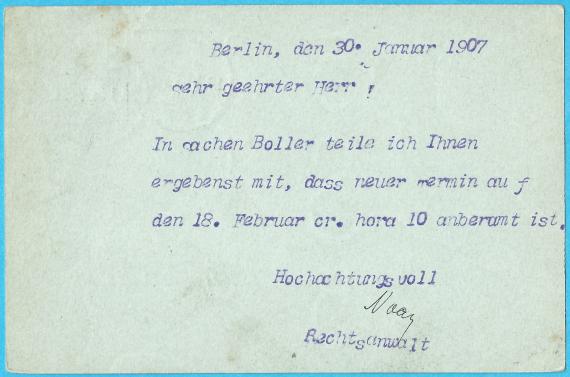 Berlin, den 30. Januar 1907
Sehr geehrter Herr !
In Sachen Boller teile ich Ihnen
ergebenst mit, dass neuer Termin auf
den 18. Februar cr. hora 10 anberamt ist.
Hochachtungsvoll
Rechtsanwalt